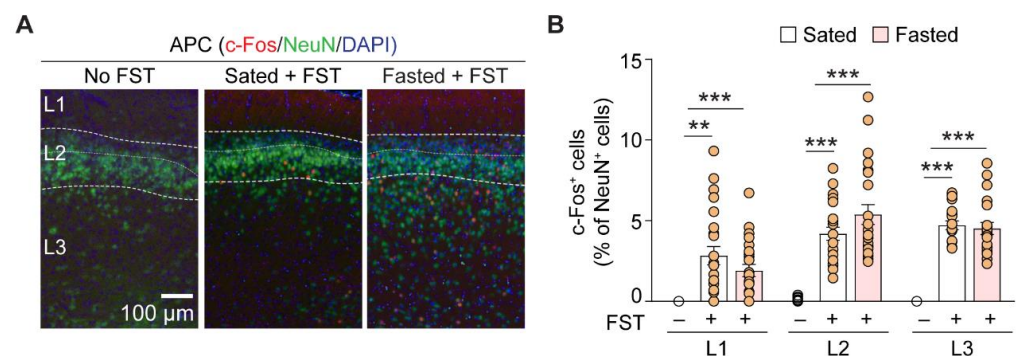 A
APC (c-Fos/NeuN/DAPI)
No FST Sated + FST Fasted + FST
L1
L2
L3
100 µm
B
Sated Fasted
c-Fos⁺ cells
(% of NeuN⁺ cells)
15
10
5
0
** *** *** *** *** ***
FST – + + – + + – + +
L1 L2 L3